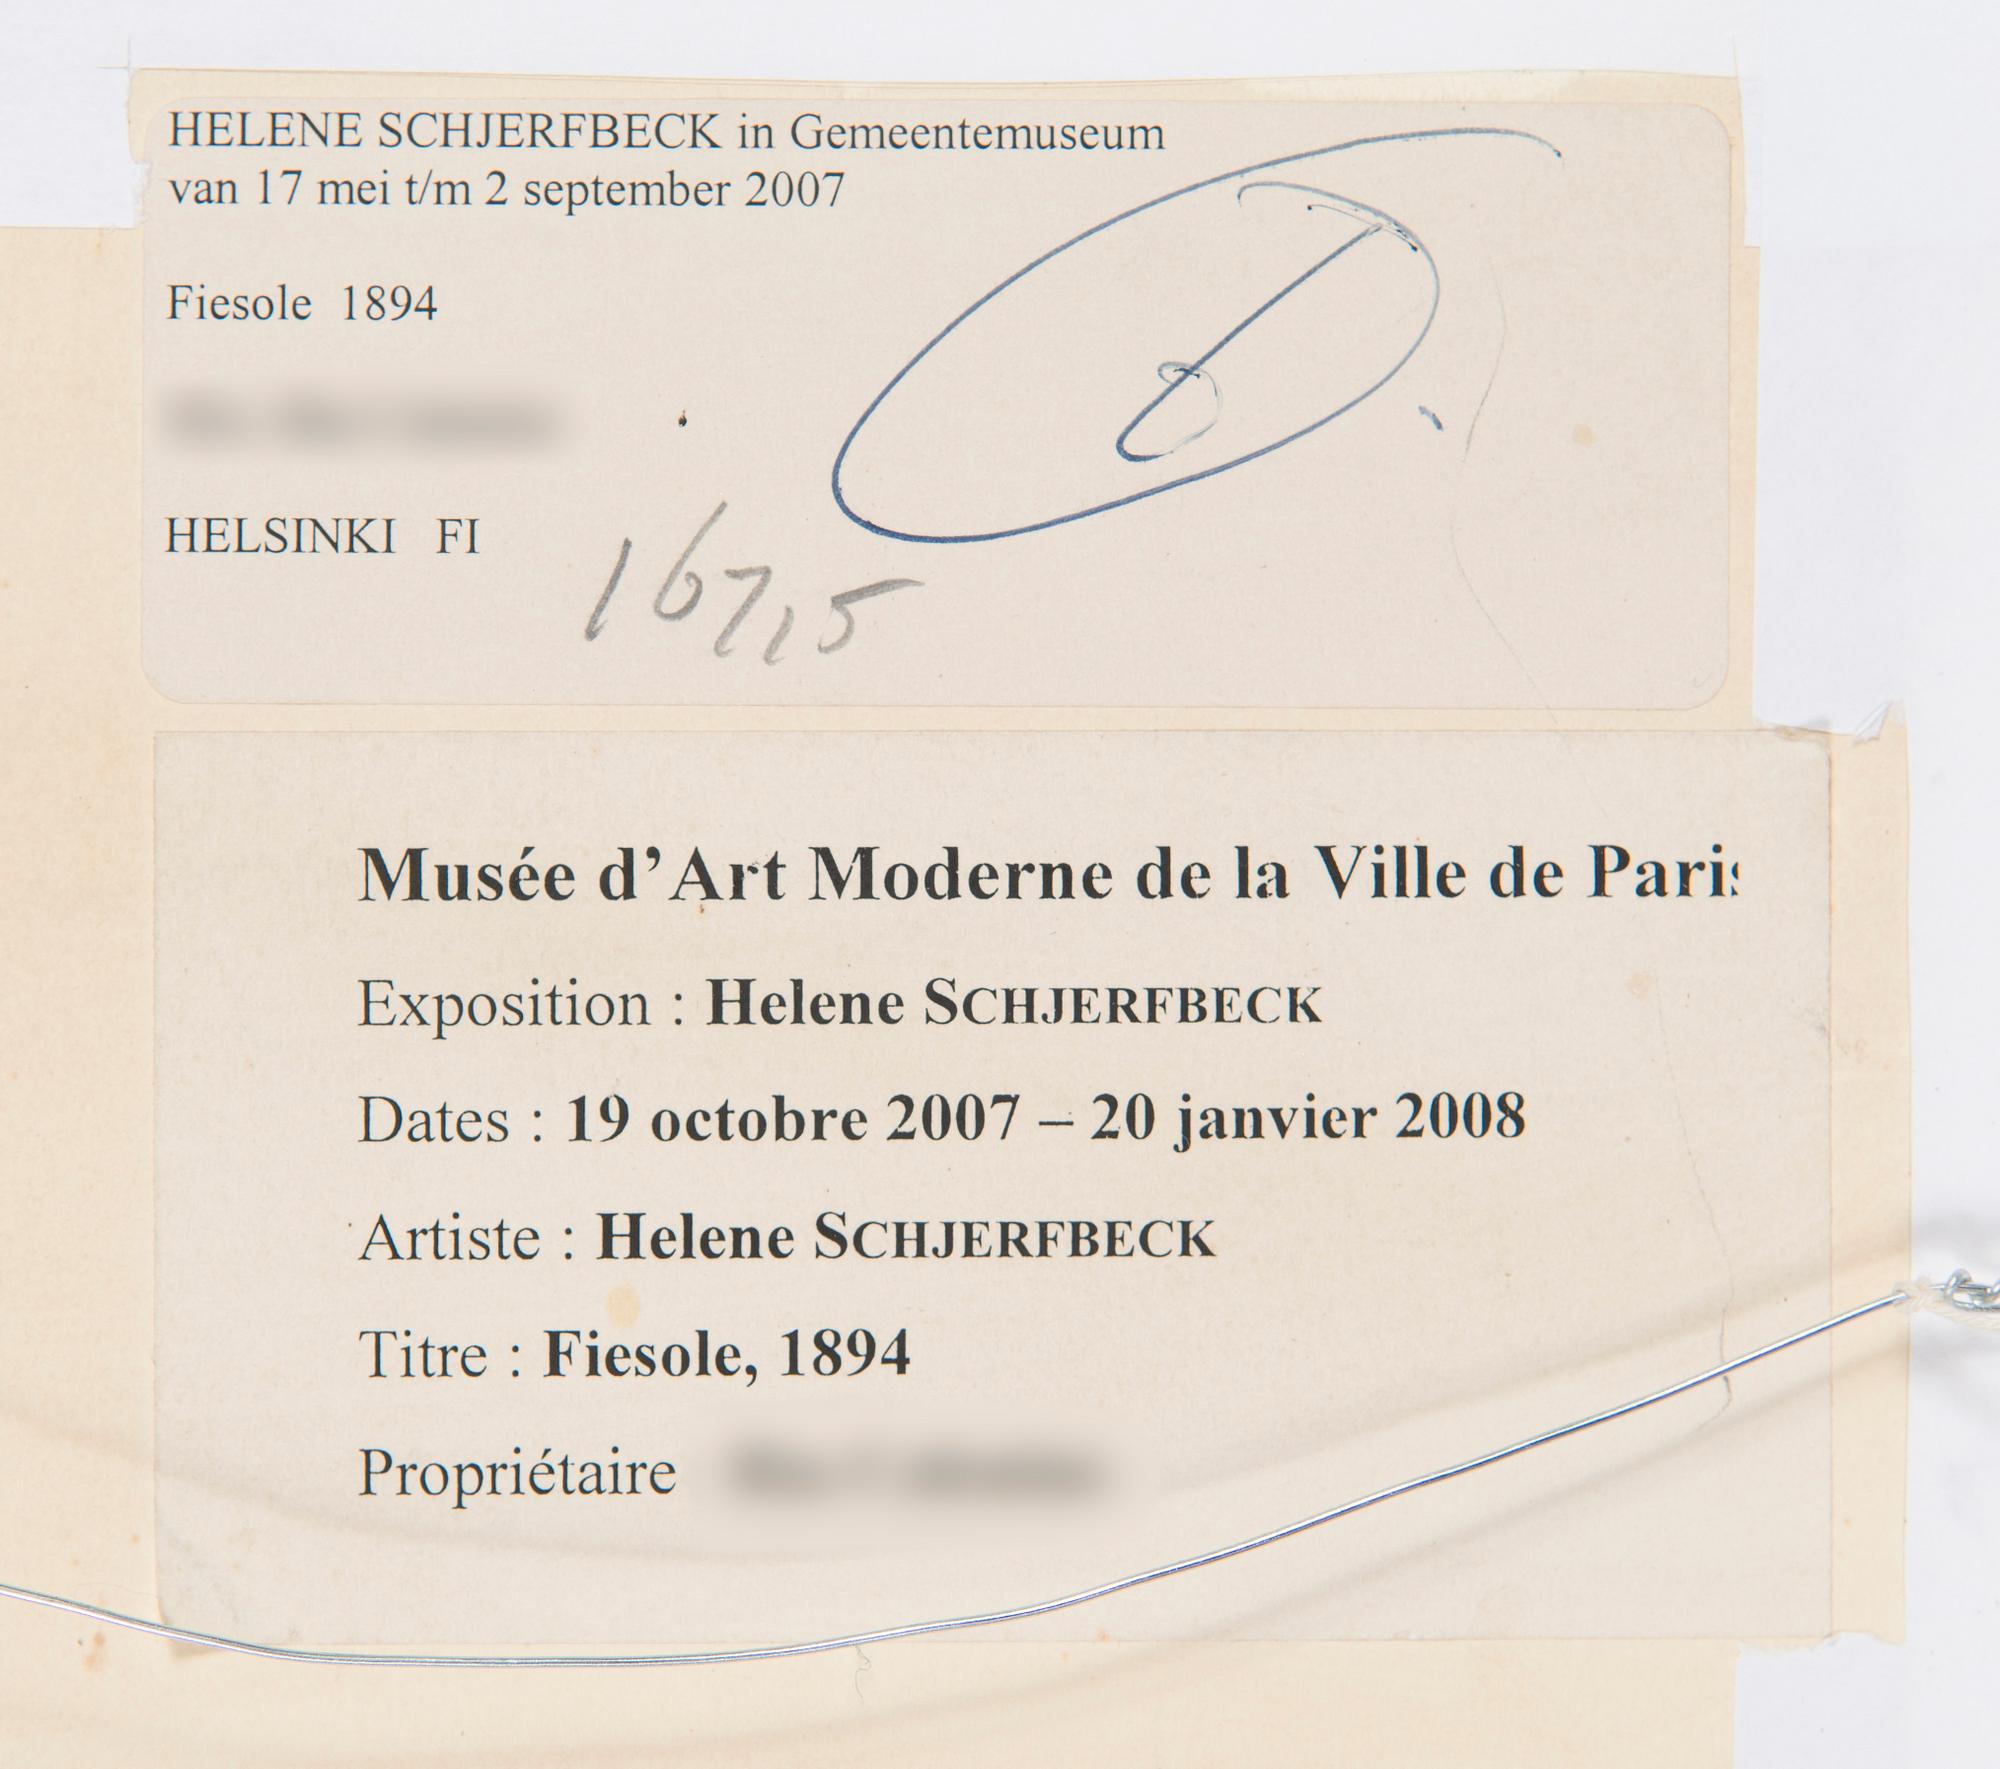 HELENE SCHJERFBECK in Gemeentemuseum
van 17 mei t/m 2 september 2007
Fiesole 1894
HELSINKI FI
167,5
Musée d’Art Moderne de la Ville de Paris
Exposition : Helene SCHJERFBECK
Dates : 19 octobre 2007 – 20 janvier 2008
Artiste : Helene SCHJERFBECK
Titre : Fiesole, 1894
Propriétaire